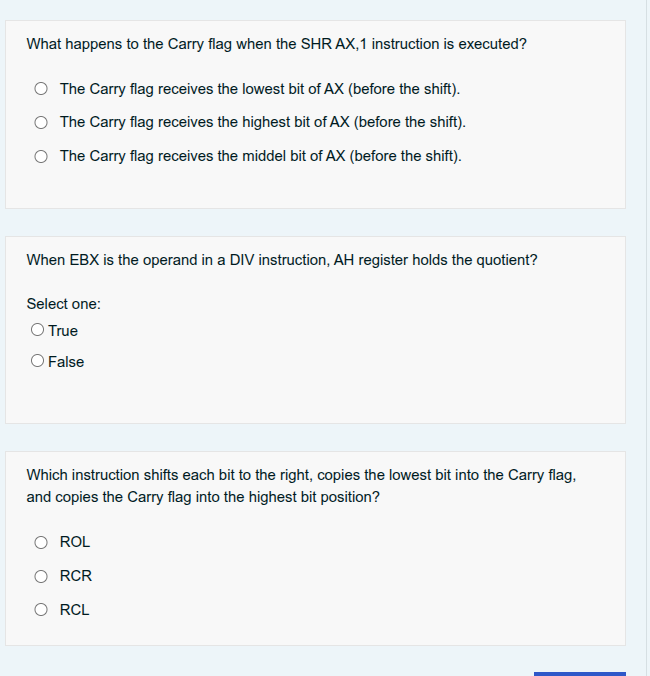 What happens to the Carry flag when the SHR AX,1 instruction is executed?
The Carry flag receives the lowest bit of AX (before the shift).
The Carry flag receives the highest bit of AX (before the shift).
The Carry flag receives the middel bit of AX (before the shift).
When EBX is the operand in a DIV instruction, AH register holds the quotient?
Select one:
True
False
Which instruction shifts each bit to the right, copies the lowest bit into the Carry flag,
and copies the Carry flag into the highest bit position?
ROL
RCR
RCL